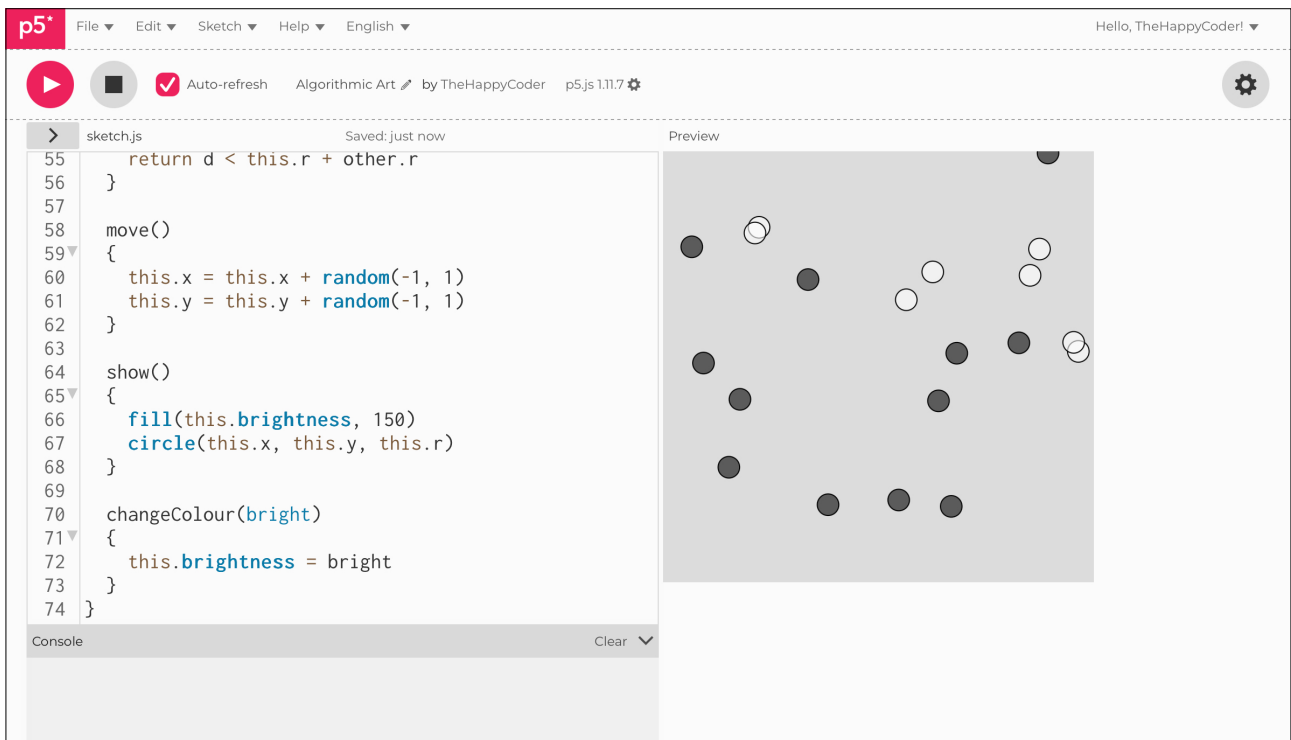 p5* File Edit Sketch Help English Hello, TheHappyCoder!
Auto-refresh Algorithmic Art by TheHappyCoder p5.js 1.11.7
sketch.js Saved: just now Preview
55 return d < this.r + other.r
56 }
57
58 move()
59 {
60 this.x = this.x + random(-1, 1)
61 this.y = this.y + random(-1, 1)
62 }
63
64 show()
65 {
66 fill(this.brightness, 150)
67 circle(this.x, this.y, this.r)
68 }
69
70 changeColour(bright)
71 {
72 this.brightness = bright
73 }
74 }
Console Clear